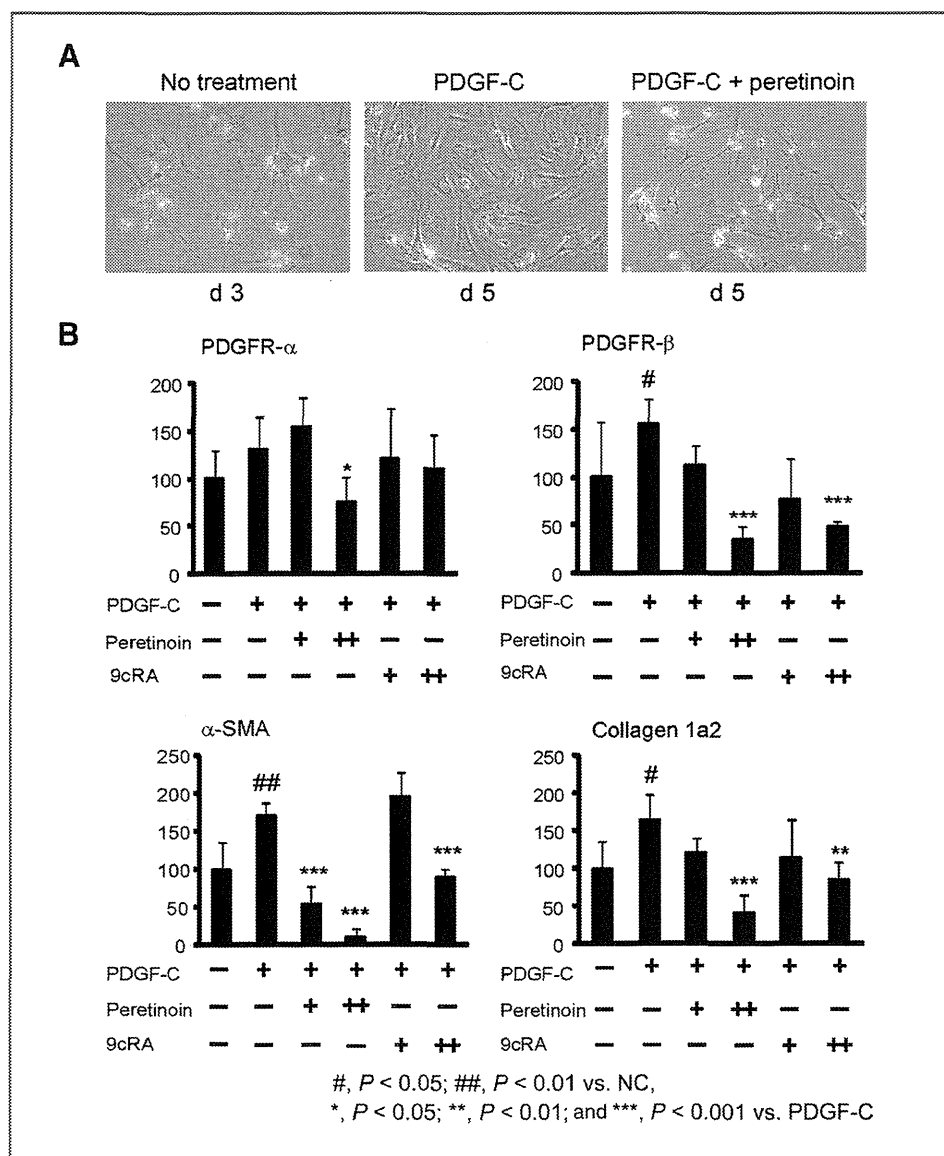 A
No treatment PDGF-C PDGF-C + peretinoin
d 3 d 5 d 5
B
PDGFR-α
200
150
100
50
0
*
PDGF-C – + + + + +
Peretinoin – – + ++ – –
9cRA – – – – + ++
PDGFR-β
200
150
100
50
0
# *** ***
PDGF-C – + + + + +
Peretinoin – – + ++ – –
9cRA – – – – + ++
α-SMA
250
200
150
100
50
0
## *** *** ***
PDGF-C – + + + + +
Peretinoin – – + ++ – –
9cRA – – – – + ++
Collagen 1a2
250
200
150
100
50
0
# *** **
PDGF-C – + + + + +
Peretinoin – – + ++ – –
9cRA – – – – + ++
#, P < 0.05; ##, P < 0.01 vs. NC,
*, P < 0.05; **, P < 0.01; and ***, P < 0.001 vs. PDGF-C